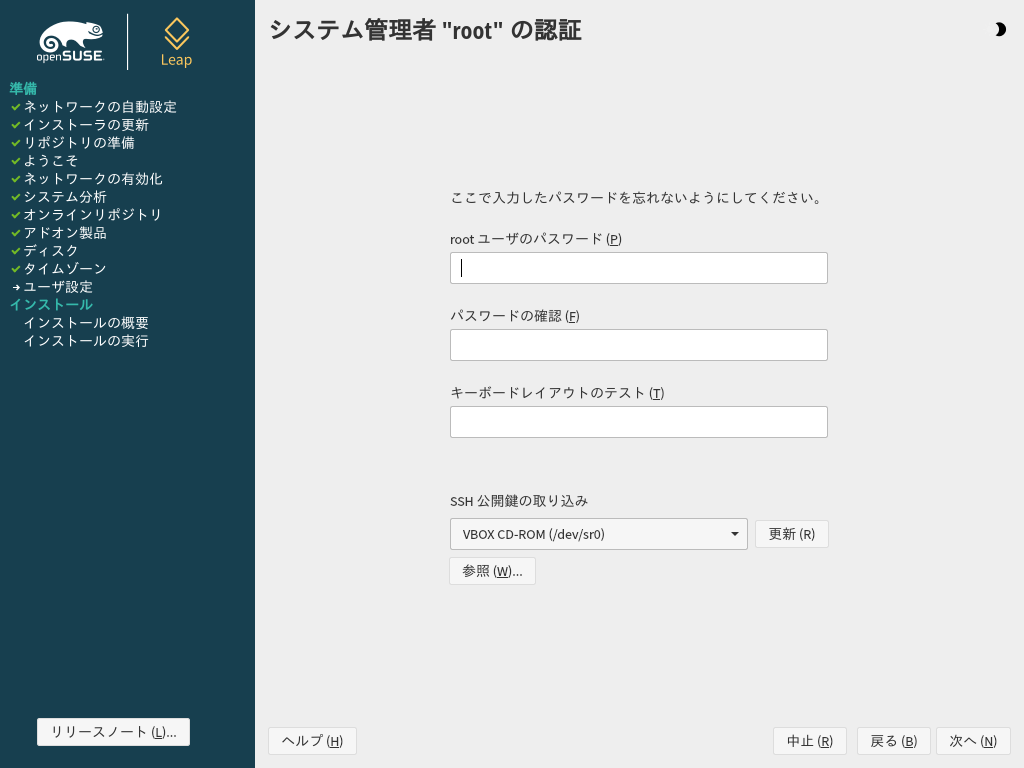 openSUSE
Leap
準備
ネットワークの自動設定
インストーラの更新
リポジトリの準備
ようこそ
ネットワークの有効化
システム分析
オンラインリポジトリ
アドオン製品
ディスク
タイムゾーン
ユーザ設定
インストール
インストールの概要
インストールの実行
リリースノート (L)...
システム管理者 "root" の認証
ここで入力したパスワードを忘れないようにしてください。
root ユーザのパスワード (P)
パスワードの確認 (F)
キーボードレイアウトのテスト (T)
SSH 公開鍵の取り込み
VBOX CD-ROM (/dev/sr0)
更新 (R)
参照 (W)...
ヘルプ (H)
中止 (R)
戻る (B)
次へ (N)